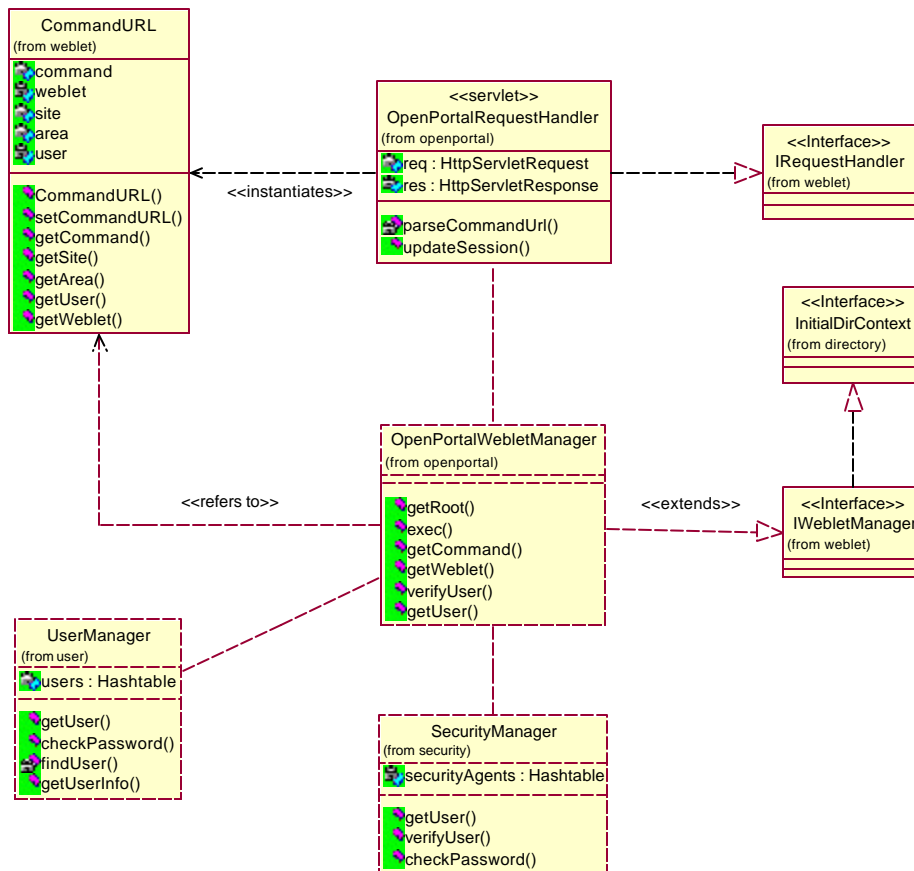 CommandURL
(from weblet)
command
weblet
site
area
user
CommandURL()
setCommandURL()
getCommand()
getSite()
getArea()
getUser()
getWeblet()
<<instantiates>>
<<servlet>>
OpenPortalRequestHandler
(from openportal)
req : HttpServletRequest
res : HttpServletResponse
parseCommandUrl()
updateSession()
<<Interface>>
IRequestHandler
(from weblet)
<<Interface>>
InitialDirContext
(from directory)
<<refers to>>
OpenPortalWebletManager
(from openportal)
getRoot()
exec()
getCommand()
getWeblet()
verifyUser()
getUser()
<<extends>>
<<Interface>>
IWebletManager
(from weblet)
UserManager
(from user)
users : Hashtable
getUser()
checkPassword()
findUser()
getUserInfo()
SecurityManager
(from security)
securityAgents : Hashtable
getUser()
verifyUser()
checkPassword()